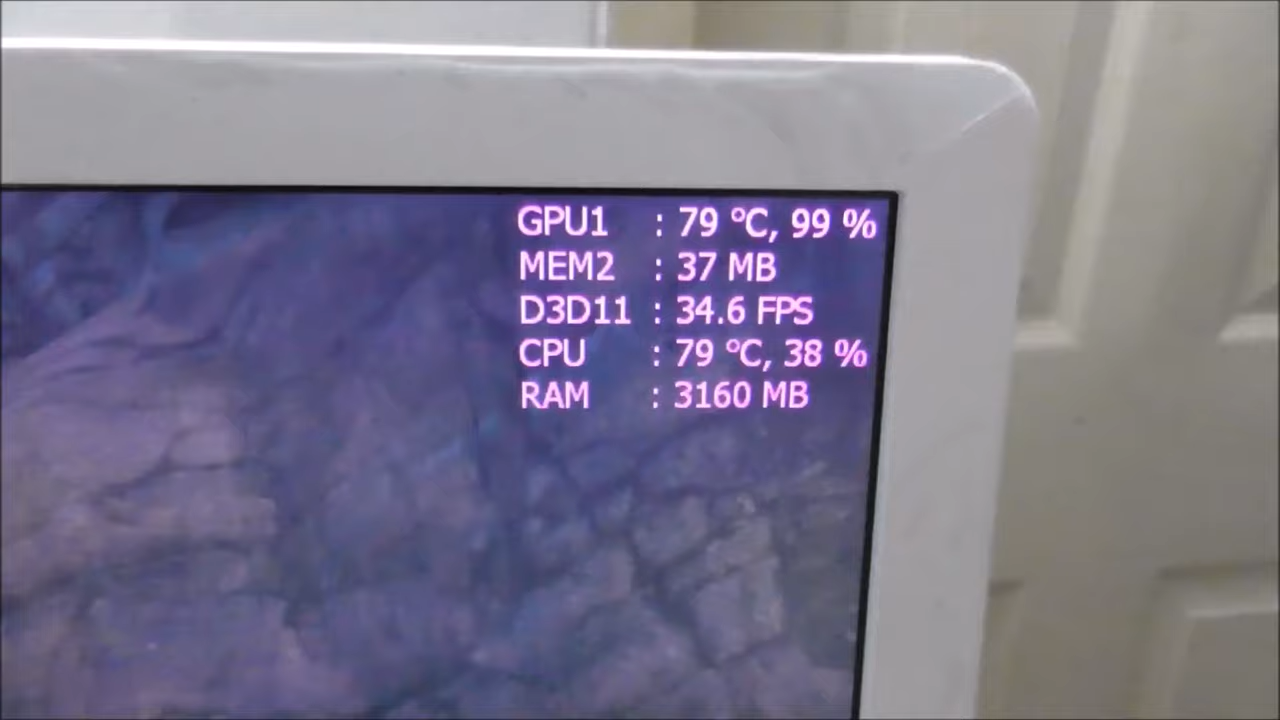 GPU1 : 79 °C, 99 %
MEM2 : 37 MB
D3D11 : 34.6 FPS
CPU : 79 °C, 38 %
RAM : 3160 MB